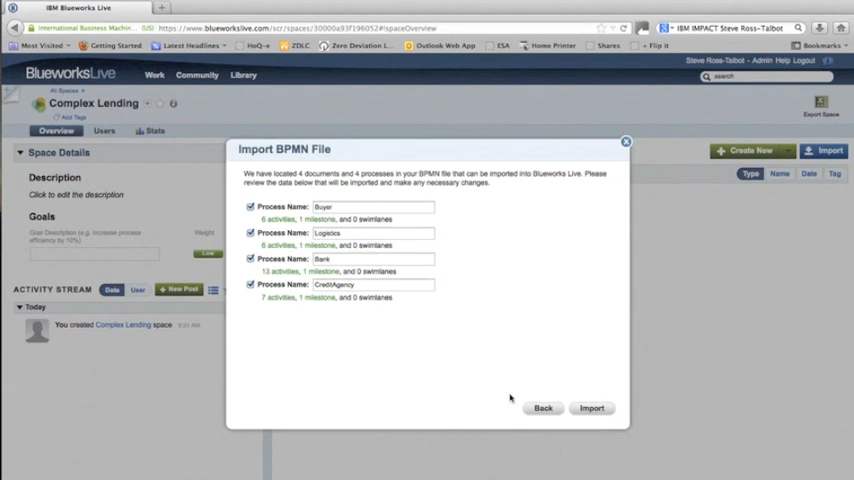 IBM Blueworks Live
International Business Machin... (US)
https://www.blueworkslive.com/scr/spaces/30000a93f196052#!spaceOverview
IBM IMPACT Steve Ross-Talbot
Most Visited
Getting Started
Latest Headlines
HoQ-e
ZDLC
Zero Deviation L...
Outlook Web App
ESA
Home Printer
Shares
+ Flip it
Bookmarks
Steve Ross-Talbot - Admin Help Logout
BlueworksLive
Work
Community
Library
search
All Spaces
Complex Lending
Add Tags
Export Space
Overview
Users
Stats
Space Details
Create New
Import
Description
Click to edit the description
Type
Name
Date
Tag
Goals
Goal Description (e.g. Increase process
efficiency by 10%)
Weight
Low
ACTIVITY STREAM
Date
User
+ New Post
Today
You created Complex Lending space 5:31 AM
Import BPMN File
We have located 4 documents and 4 processes in your BPMN file that can be imported into Blueworks Live. Please
review the data below that will be imported and make any necessary changes.
Process Name: Buyer
6 activities, 1 milestone, and 0 swimlanes
Process Name: Logistics
6 activities, 1 milestone, and 0 swimlanes
Process Name: Bank
13 activities, 1 milestone, and 0 swimlanes
Process Name: CreditAgency
7 activities, 1 milestone, and 0 swimlanes
Back
Import